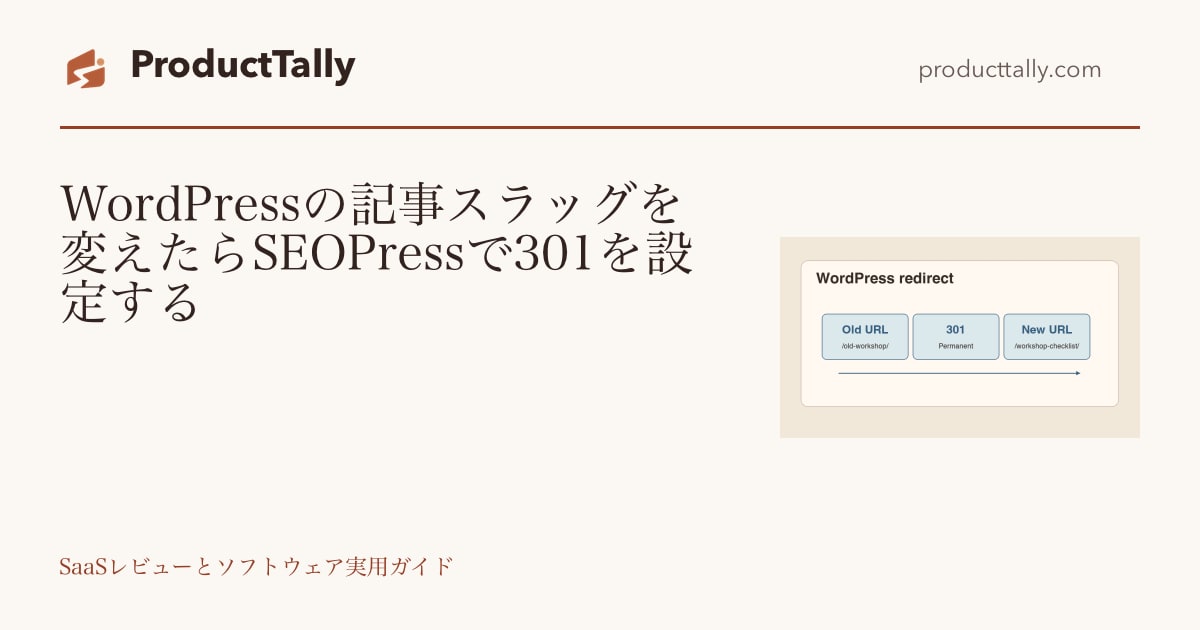 ProductTally
producttally.com
WordPressの記事スラッグを
変えたらSEOPressで301を設
定する
WordPress redirect
Old URL
/old-workshop/
301
Permanent
New URL
/workshop-checklist/
SaaSレビューとソフトウェア実用ガイド